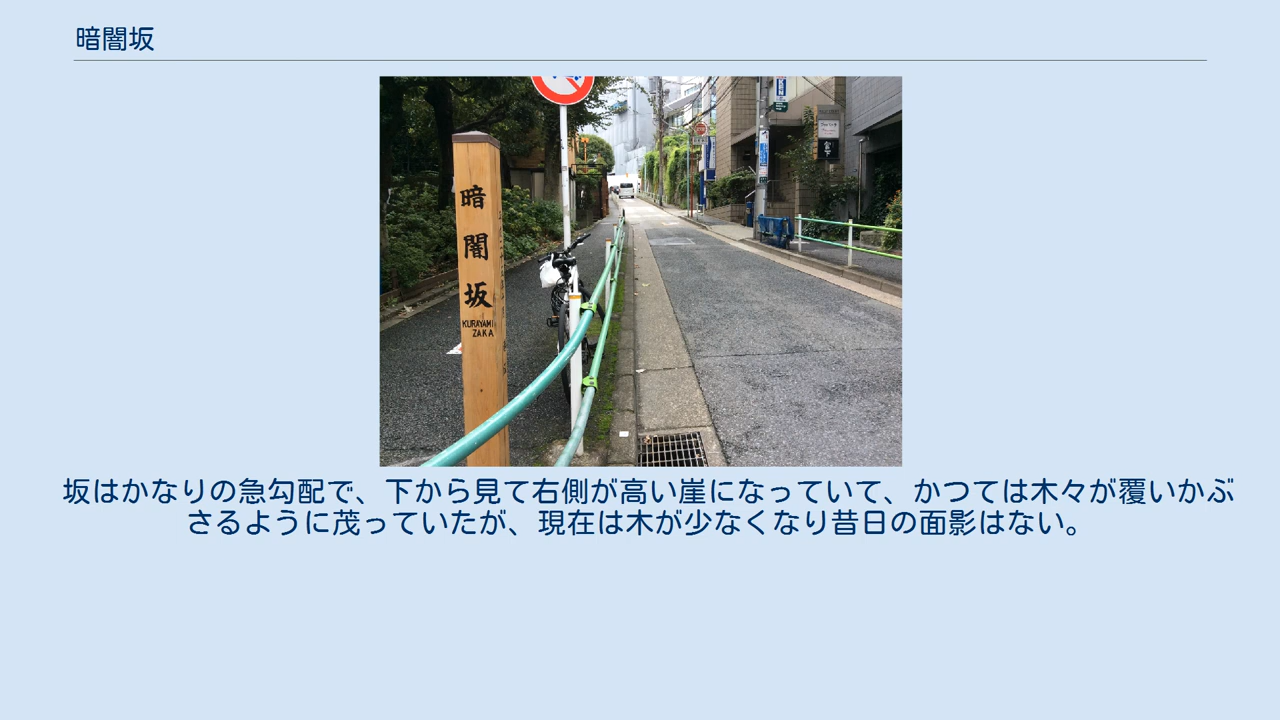 暗闇坂
暗
闇
坂
KURAYAMI
ZAKA
坂はかなりの急勾配で、下から見て右側が高い崖になっていて、かつては木々が覆いかぶ
さるように茂っていたが、現在は木が少なくなり昔日の面影はない。